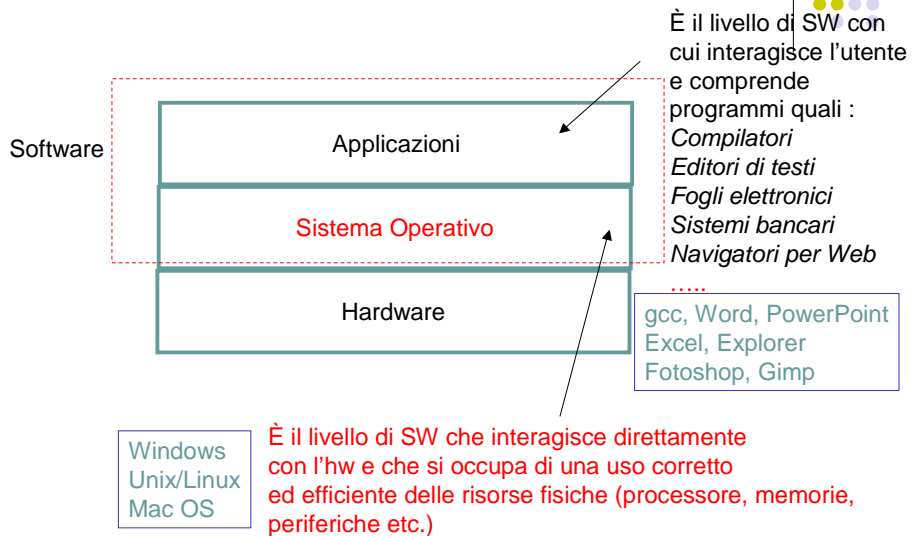 È il livello di SW con
cui interagisce l'utente
e comprende
programmi quali :
Compilatori
Editori di testi
Fogli elettronici
Sistemi bancari
Navigatori per Web
…..
Software
Applicazioni
Sistema Operativo
Hardware
gcc, Word, PowerPoint
Excel, Explorer
Fotoshop, Gimp
Windows
Unix/Linux
Mac OS
È il livello di SW che interagisce direttamente
con l'hw e che si occupa di una uso corretto
ed efficiente delle risorse fisiche (processore, memorie,
periferiche etc.)